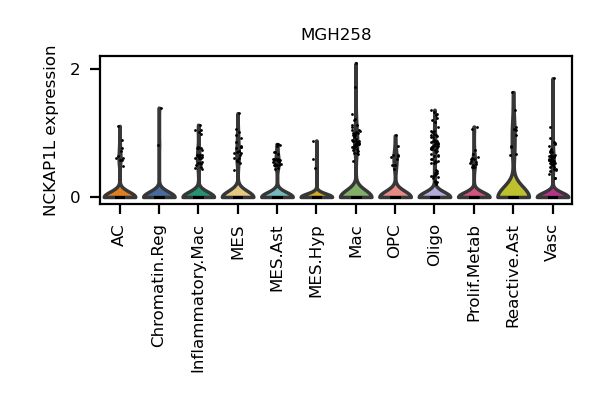 MGH258
NCKAP1L expression
2
0
AC
Chromatin.Reg
Inflammatory.Mac
MES
MES.Ast
MES.Hyp
Mac
OPC
Oligo
Prolif.Metab
Reactive.Ast
Vasc